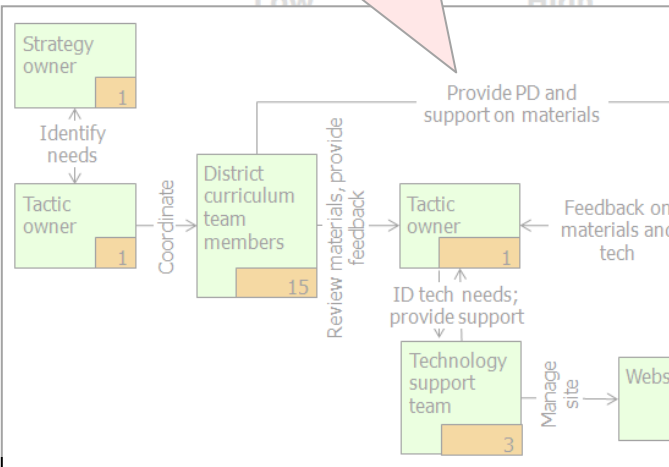 Low
High
Strategy
owner
1
Identify
needs
Tactic
owner
1
Coordinate
District
curriculum
team
members
15
Review materials, provide
feedback
Provide PD and
support on materials
Tactic
owner
1
Feedback on
materials and
tech
ID tech needs;
provide support
Technology
support
team
3
Manage
site
Webs